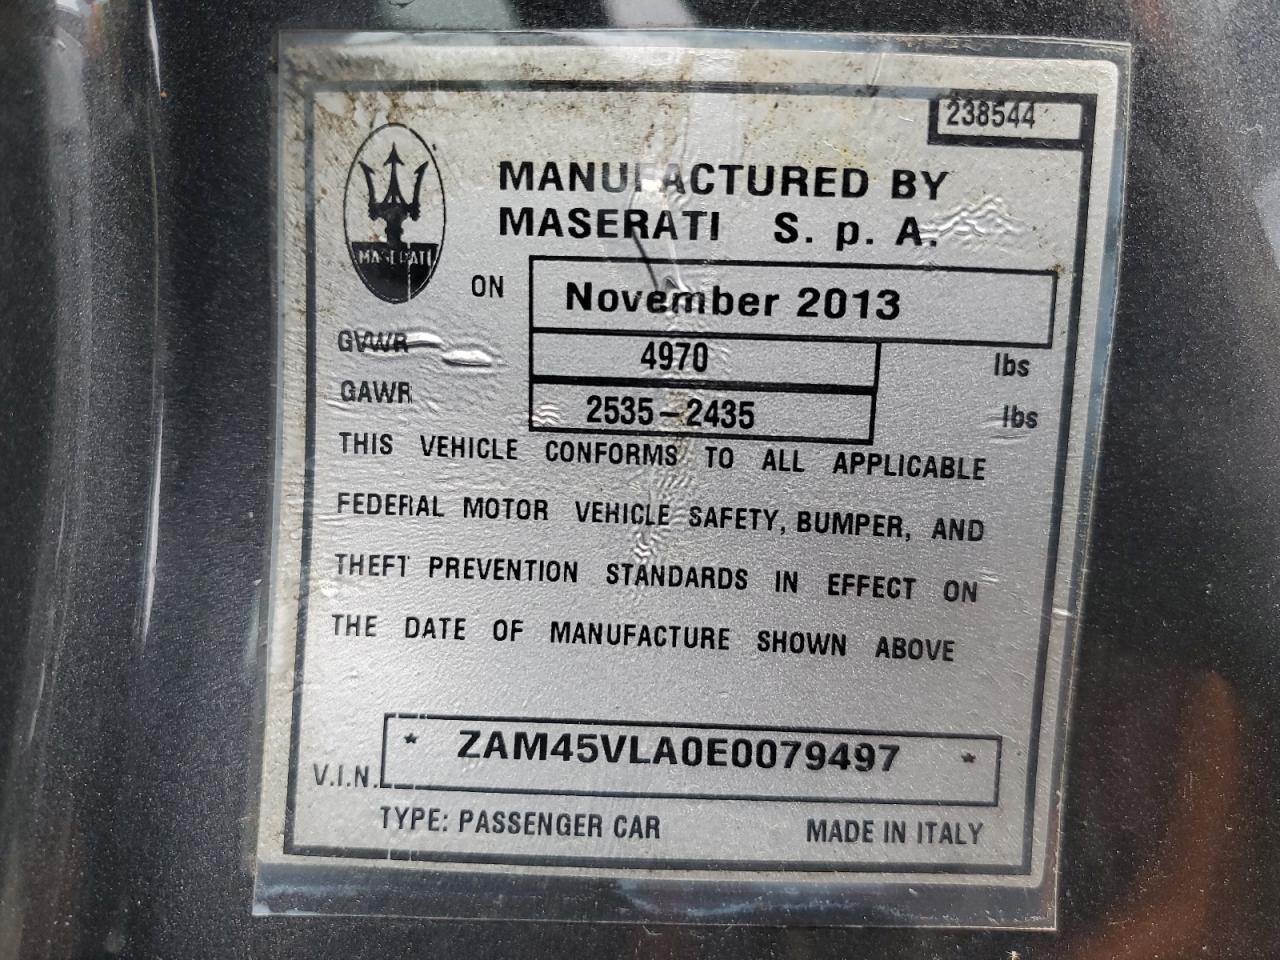 238544
MANUFACTURED BY
MASERATI S. p. A.
MASERATI
ON November 2013
GVWR 4970 lbs
GAWR 2535-2435 lbs
THIS VEHICLE CONFORMS TO ALL APPLICABLE
FEDERAL MOTOR VEHICLE SAFETY, BUMPER, AND
THEFT PREVENTION STANDARDS IN EFFECT ON
THE DATE OF MANUFACTURE SHOWN ABOVE
V.I.N. * ZAM45VLA0E0079497 *
TYPE: PASSENGER CAR MADE IN ITALY